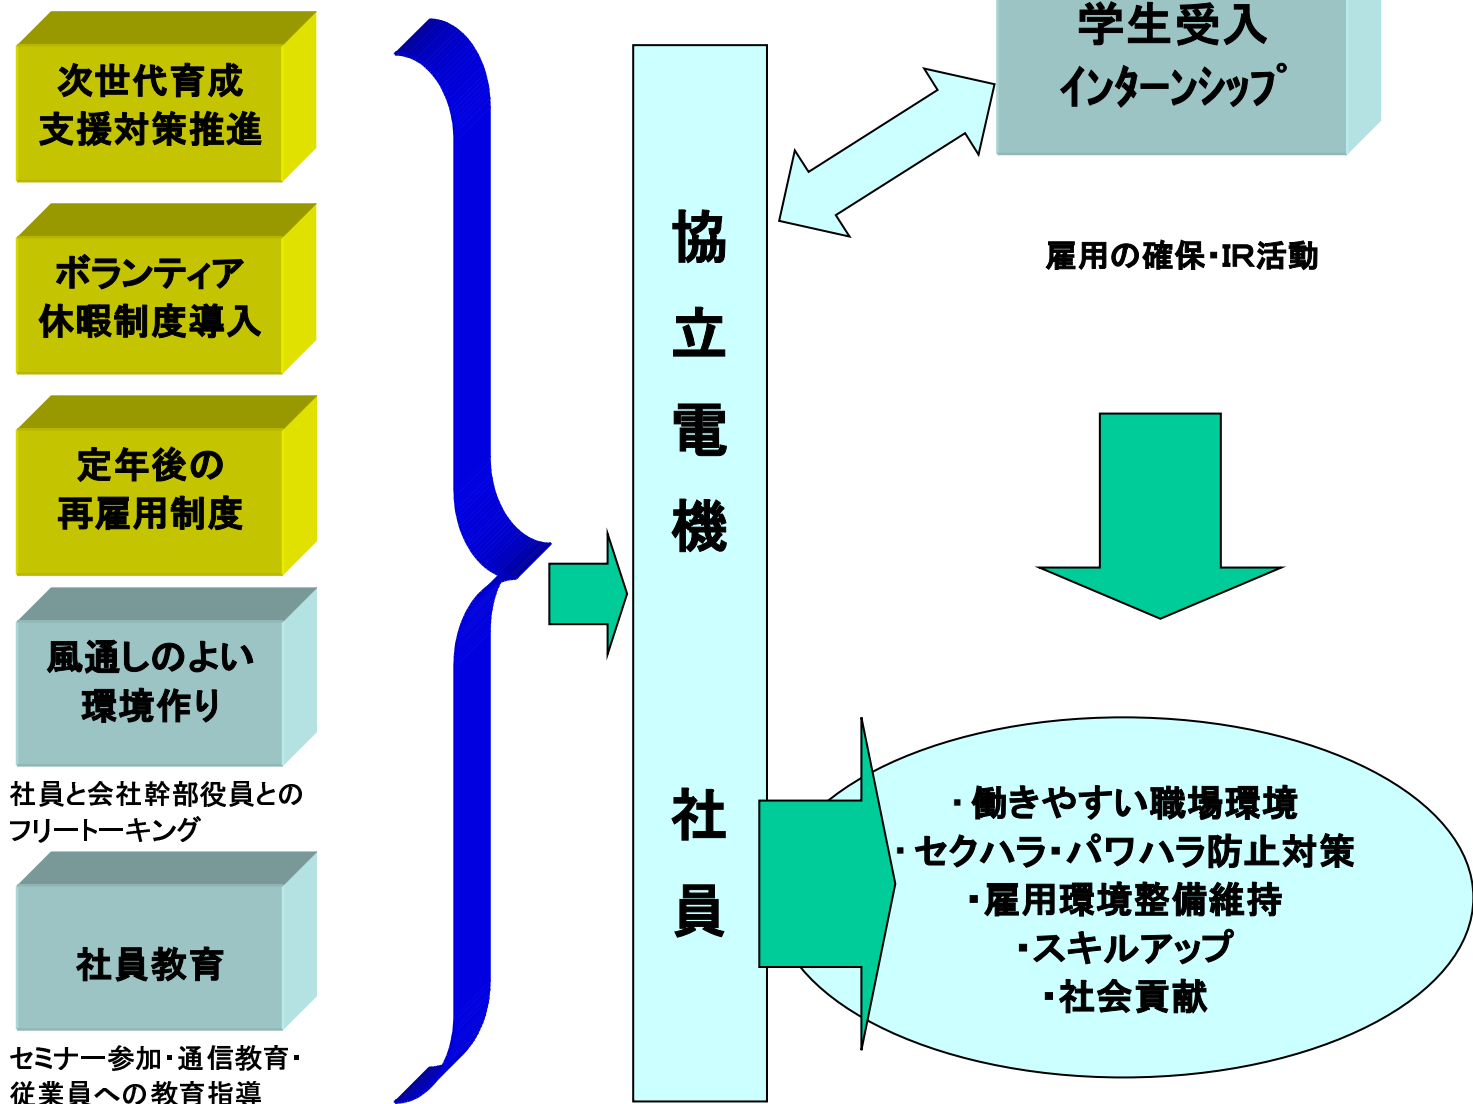 次世代育成
支援対策推進
ボランティア
休暇制度導入
定年後の
再雇用制度
風通しのよい
環境作り
社員と会社幹部役員との
フリートーキング
社員教育
セミナー参加・通信教育・
従業員への教育指導
協立電機 社員
学生受入
インターンシップ
雇用の確保・IR活動
・働きやすい職場環境
・セクハラ・パワハラ防止対策
・雇用環境整備維持
・スキルアップ
・社会貢献